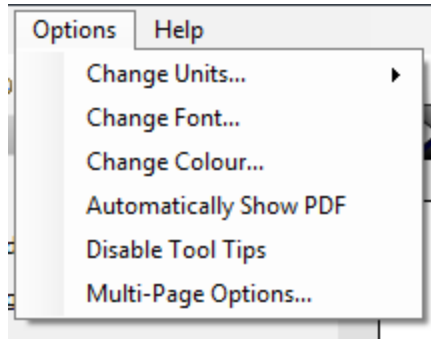 Options Help
Change Units...
Change Font...
Change Colour...
Automatically Show PDF
Disable Tool Tips
Multi-Page Options...